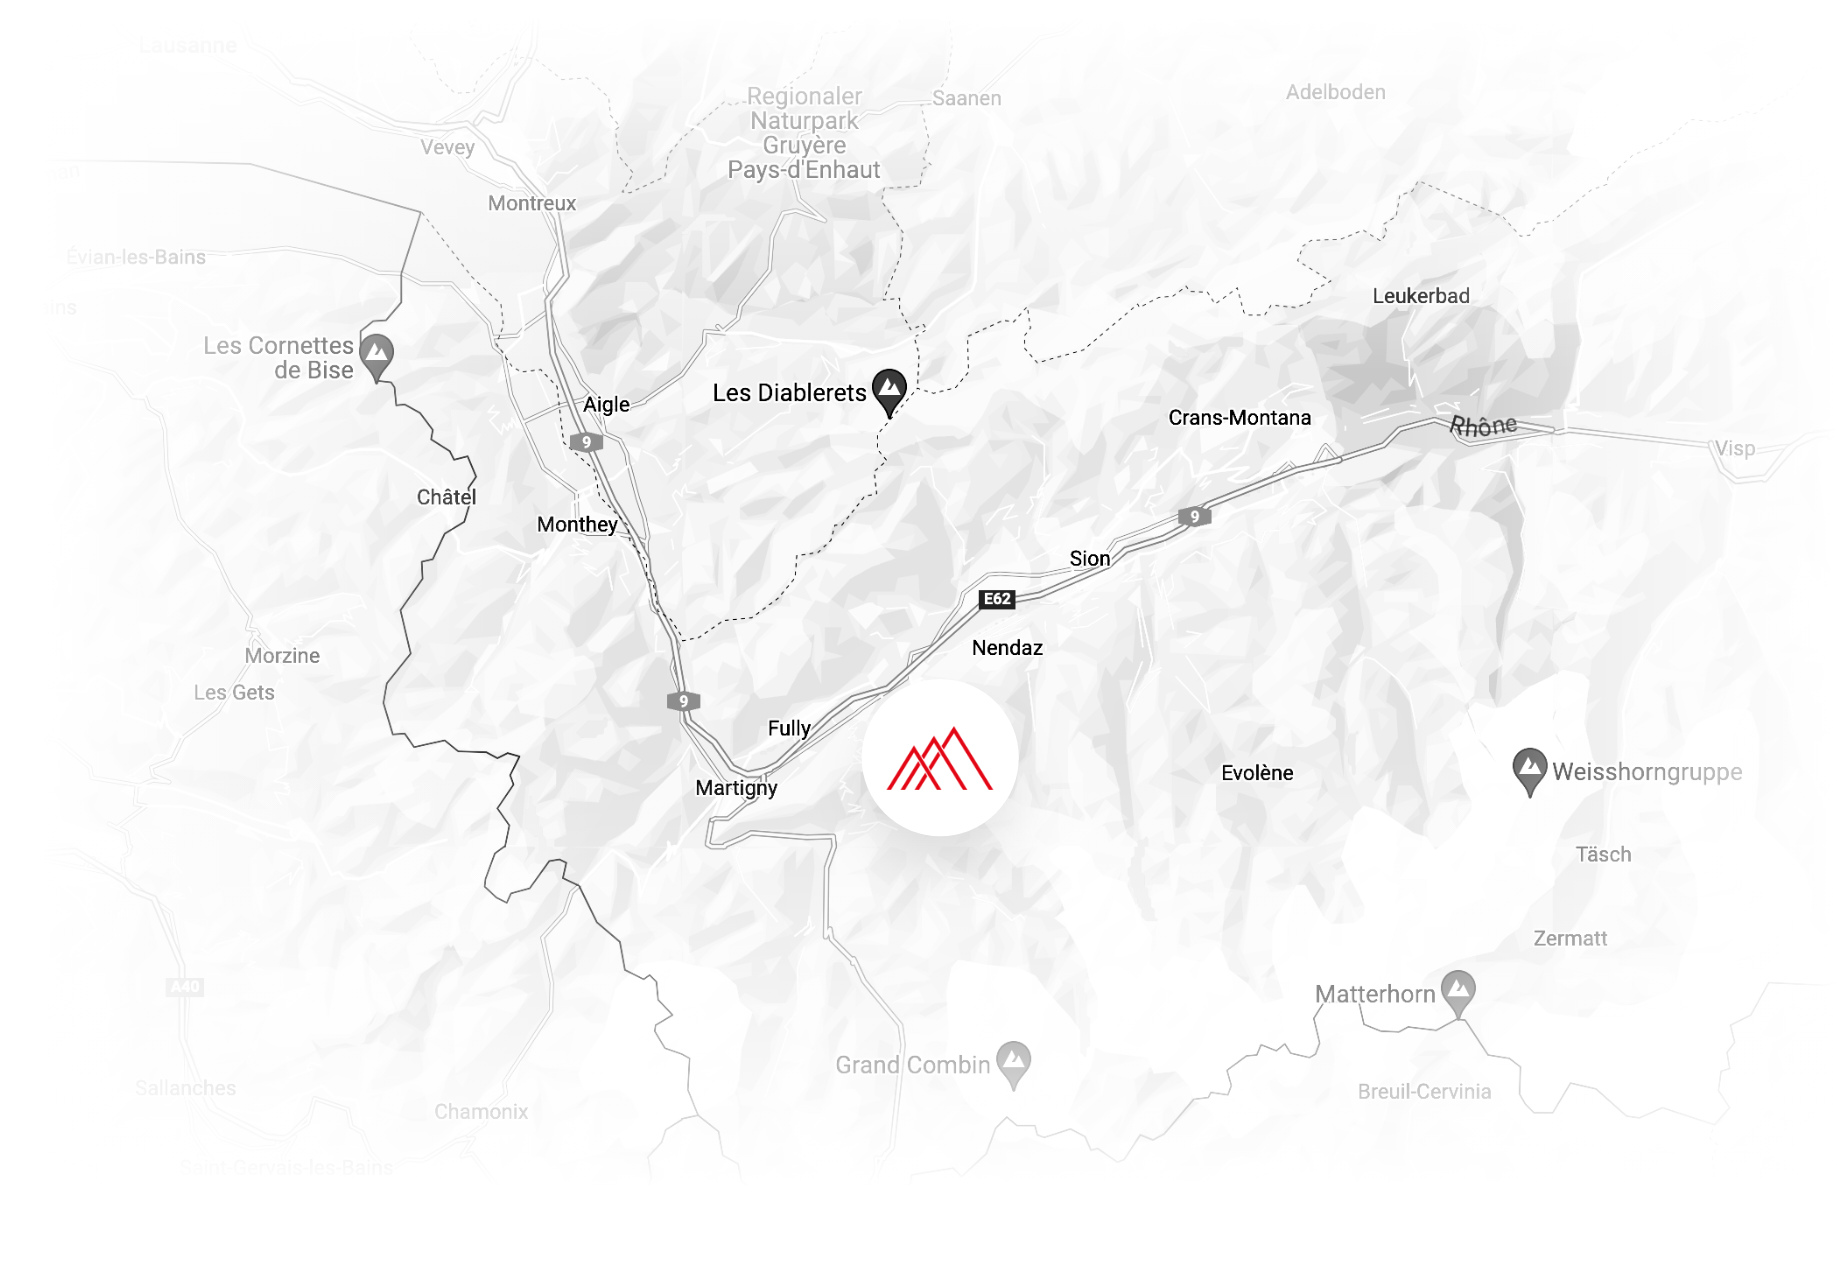 Lausanne
Adelboden
Regionaler
Naturpark
Gruyère
Pays-d'Enhaut
Saanen
Vevey
Montreux
Évian-les-Bains
Leukerbad
Les Cornettes
de Bise
Les Diablerets
Aigle
Crans-Montana
Rhône
9
Visp
Châtel
Monthey
9
Sion
E62
Nendaz
Morzine
Les Gets
9
Fully
Martigny
Evolène
Weisshorngruppe
Täsch
Zermatt
A40
Matterhorn
Grand Combin
Sallanches
Breuil-Cervinia
Chamonix
Saint-Gervais-les-Bains